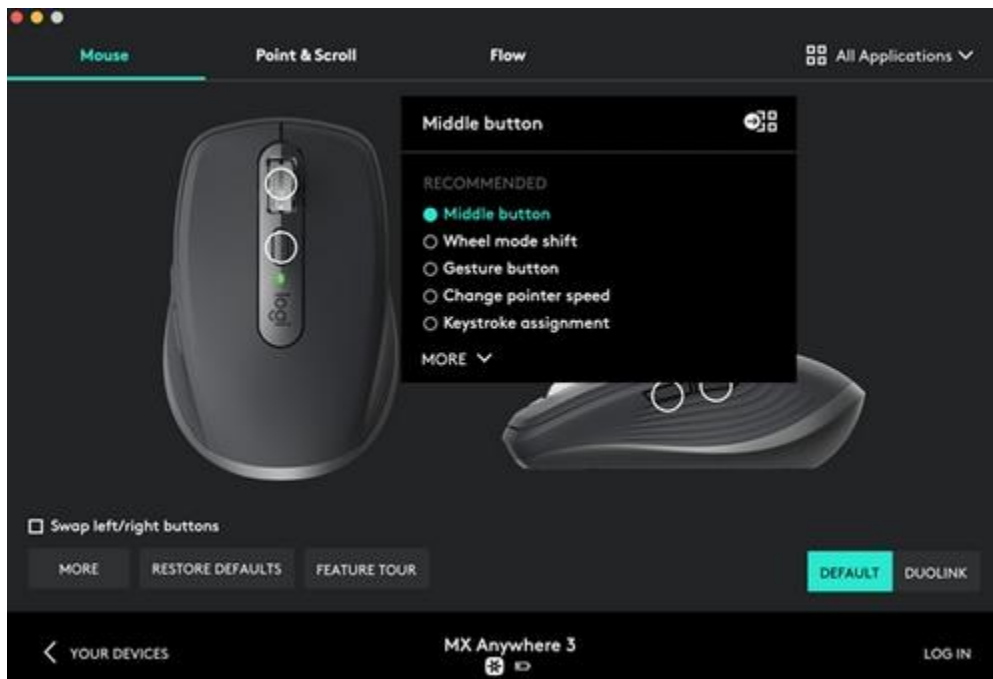 Mouse
Point & Scroll
Flow
All Applications
Middle button
RECOMMENDED
Middle button
Wheel mode shift
Gesture button
Change pointer speed
Keystroke assignment
MORE
logi
Swap left/right buttons
MORE
RESTORE DEFAULTS
FEATURE TOUR
DEFAULT
DUOLINK
YOUR DEVICES
MX Anywhere 3
LOG IN